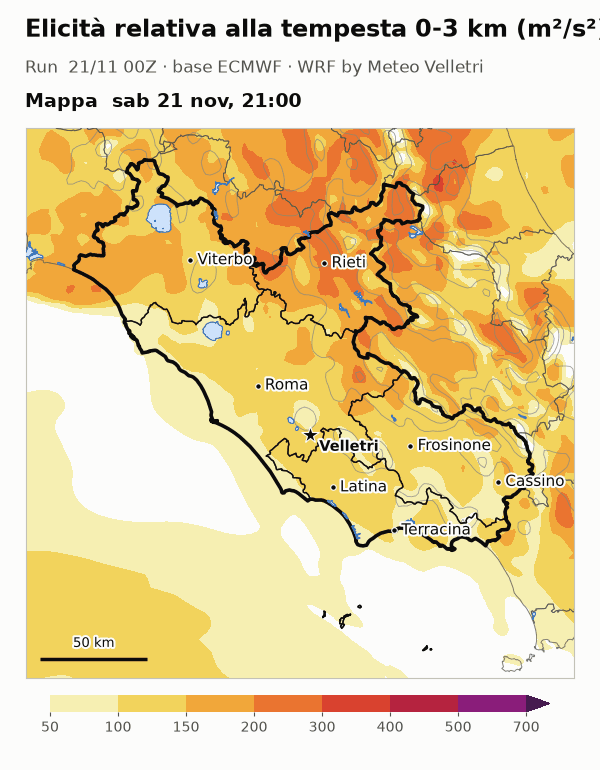 Elicità relativa alla tempesta 0-3 km (m²/s²)
Run 21/11 00Z · base ECMWF · WRF by Meteo Velletri
Mappa sab 21 nov, 21:00
Viterbo
Rieti
Roma
Velletri
Frosinone
Latina
Cassino
Terracina
50 km
50 100 150 200 300 400 500 700